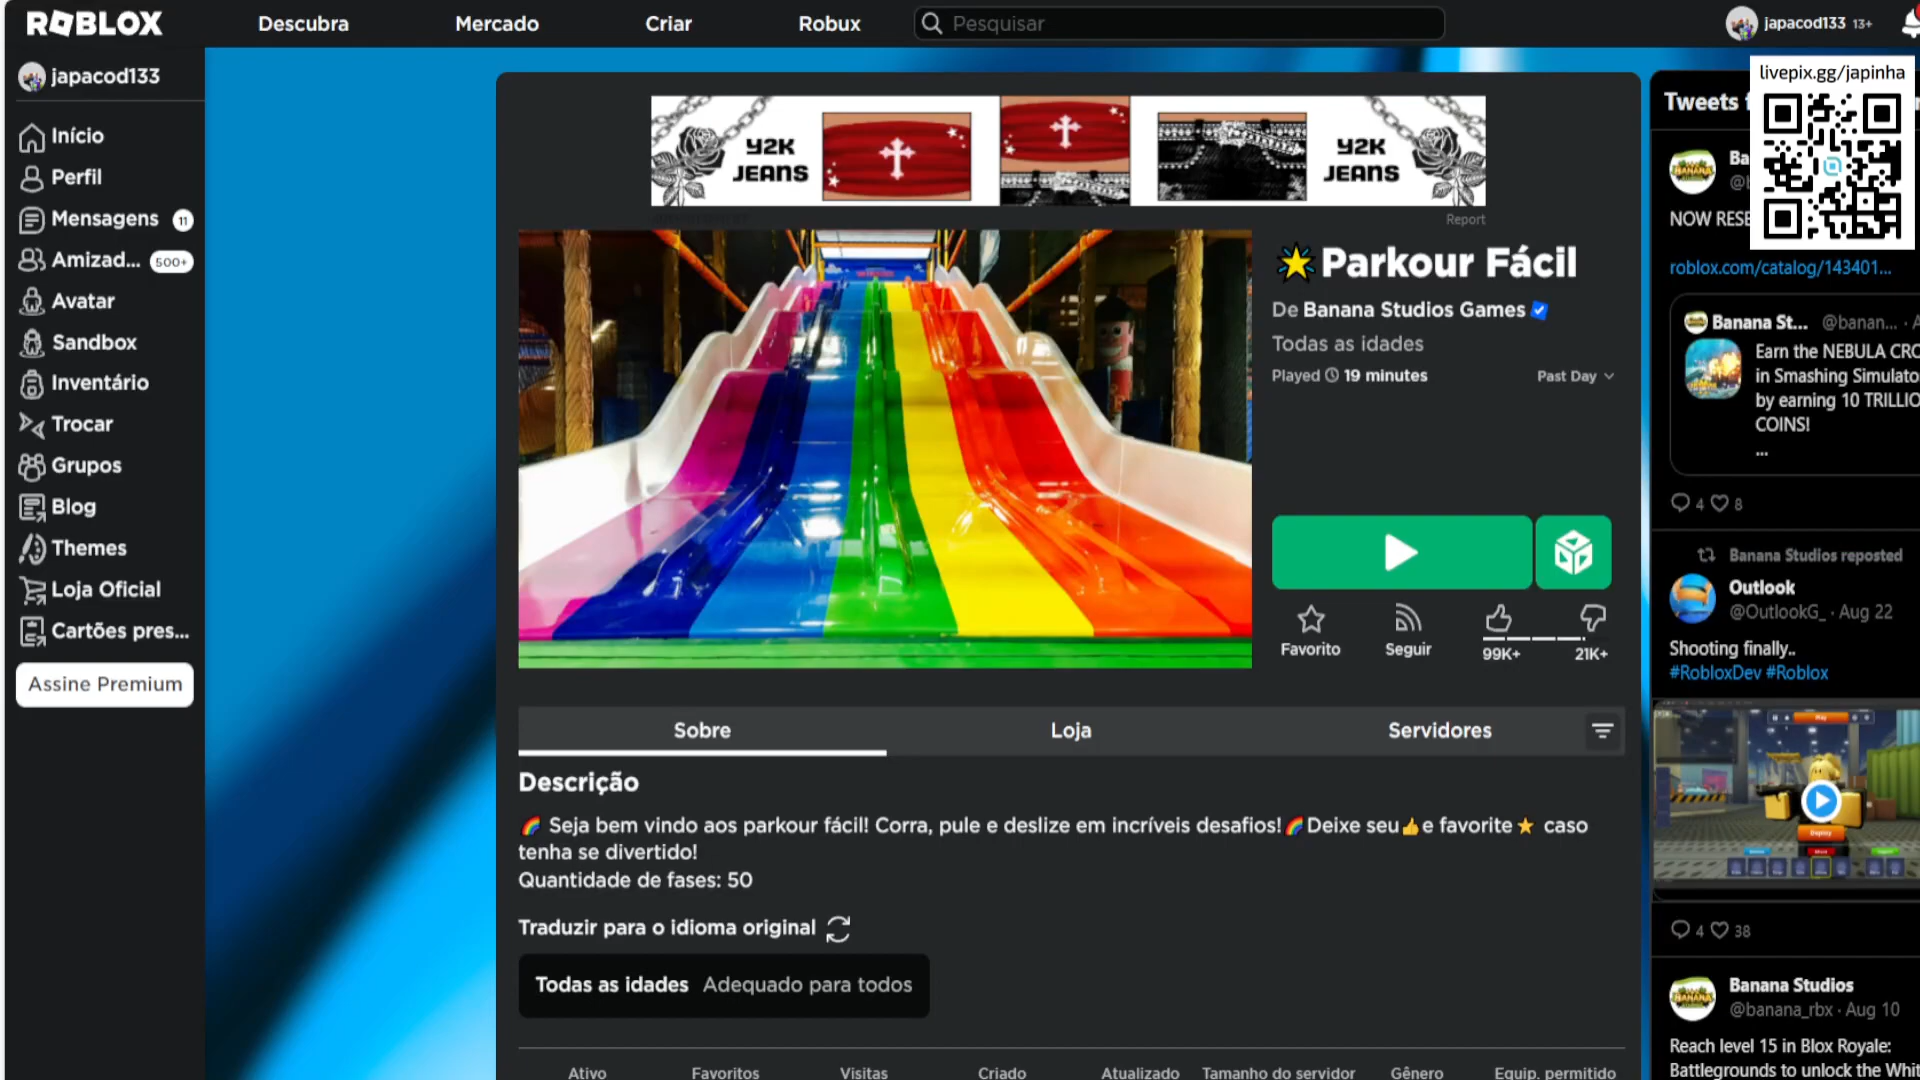 ROBLOX
Descubra
Mercado
Criar
Robux
Pesquisar
japacod133 13+
japacod133
Início
Perfil
Mensagens 11
Amizad... 500+
Avatar
Sandbox
Inventário
Trocar
Grupos
Blog
Themes
Loja Oficial
Cartões pres...
Assine Premium
Y2K
JEANS
Y2K
JEANS
Report
Parkour Fácil
De Banana Studios Games
Todas as idades
Played 19 minutes
Past Day
Favorito
Seguir
99K+
21K+
Sobre
Loja
Servidores
Descrição
🌈 Seja bem vindo aos parkour fácil! Corra, pule e deslize em incríveis desafios!🌈Deixe seu👍e favorite⭐ caso
tenha se divertido!
Quantidade de fases: 50
Traduzir para o idioma original
Todas as idades Adequado para todos
Ativo
Favoritos
Visitas
Criado
Atualizado
Tamanho do servidor
Gênero
Equip. permitido
livepix.gg/japinha
Tweets
NOW RESE
roblox.com/catalog/143401...
Banana St... @banan...
Earn the NEBULA CRO
in Smashing Simulato
by earning 10 TRILLIO
COINS!
...
4 8
Banana Studios reposted
Outlook
@OutlookG_ · Aug 22
Shooting finally..
#RobloxDev #Roblox
Play
Deploy
4 38
Banana Studios
@banana_rbx · Aug 10
Reach level 15 in Blox Royale:
Battlegrounds to unlock the Whit